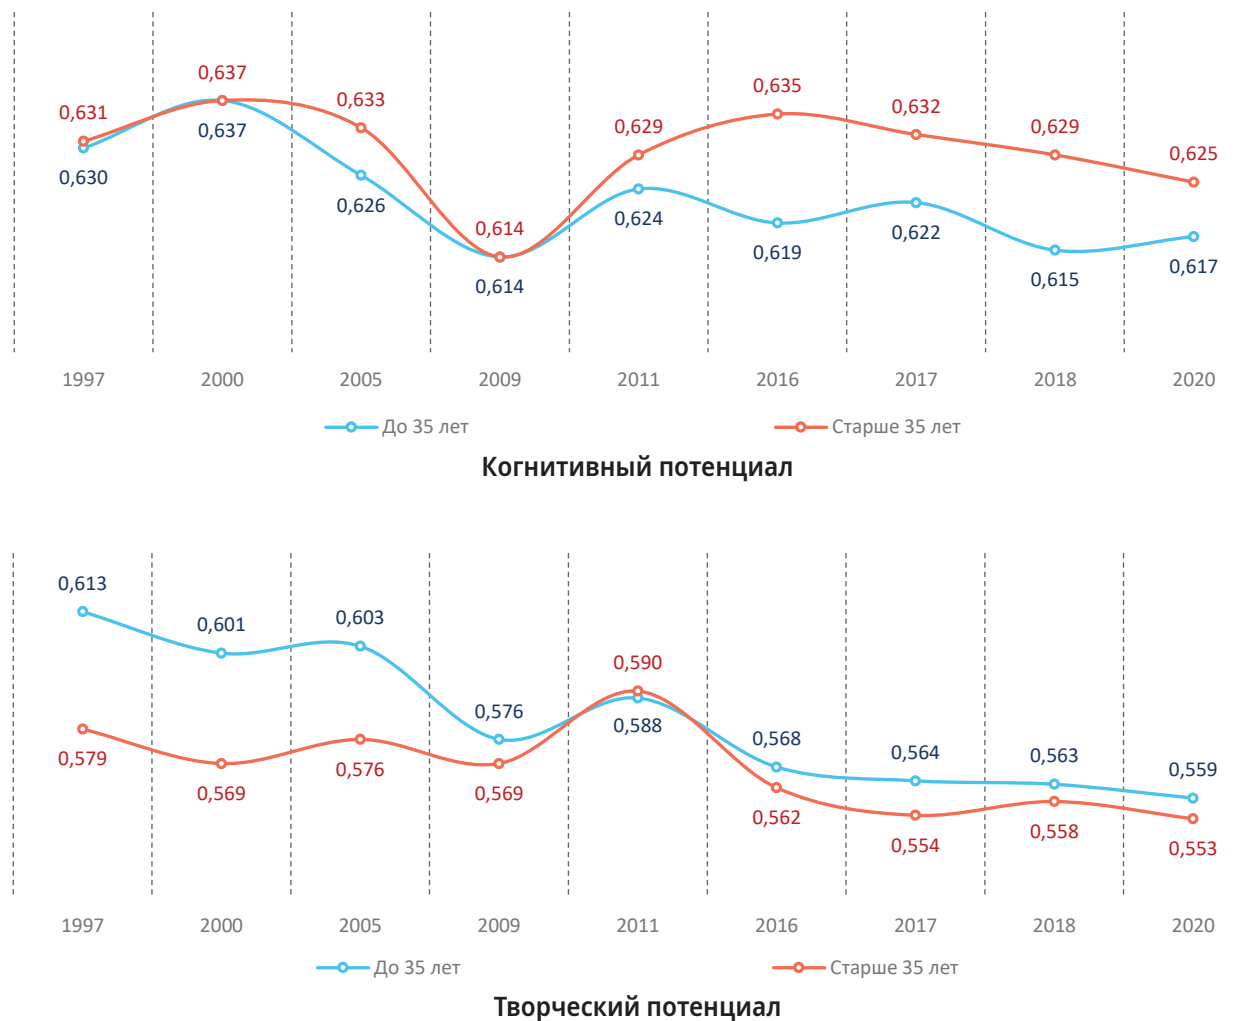 0,631 0,637 0,633 0,614 0,629 0,635 0,632 0,629 0,625
0,630 0,637 0,626 0,614 0,624 0,619 0,622 0,615 0,617
1997 2000 2005 2009 2011 2016 2017 2018 2020
До 35 лет Старше 35 лет
Когнитивный потенциал
0,613 0,601 0,603 0,576 0,588 0,568 0,564 0,563 0,559
0,579 0,569 0,576 0,569 0,590 0,562 0,554 0,558 0,553
1997 2000 2005 2009 2011 2016 2017 2018 2020
До 35 лет Старше 35 лет
Творческий потенциал